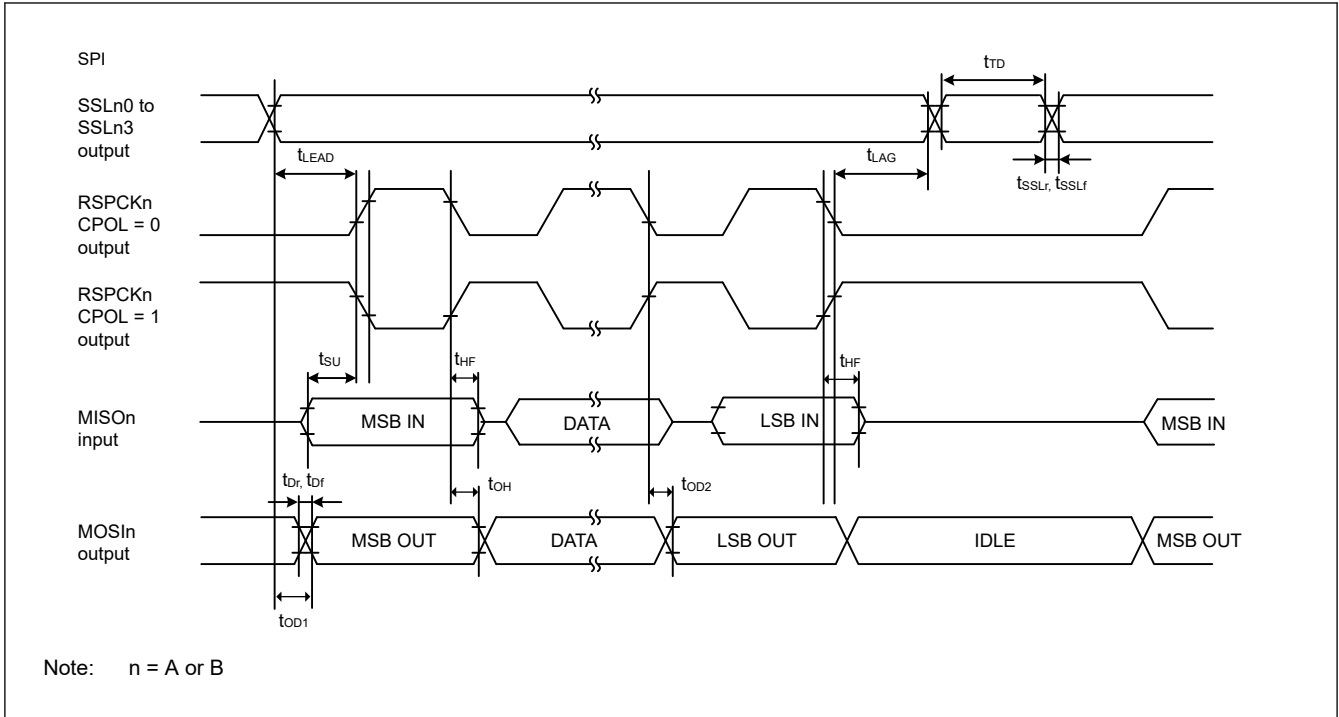 SPI
tTD
SSLn0 to
SSLn3
output
tLEAD
tLAG
tSSLr, tSSLf
RSPCKn
CPOL = 0
output
RSPCKn
CPOL = 1
output
tSU
tHF
tHF
MISOn
input
MSB IN
DATA
LSB IN
MSB IN
tDr, tDf
tOH
tOD2
MOSIn
output
MSB OUT
DATA
LSB OUT
IDLE
MSB OUT
tOD1
Note: n = A or B